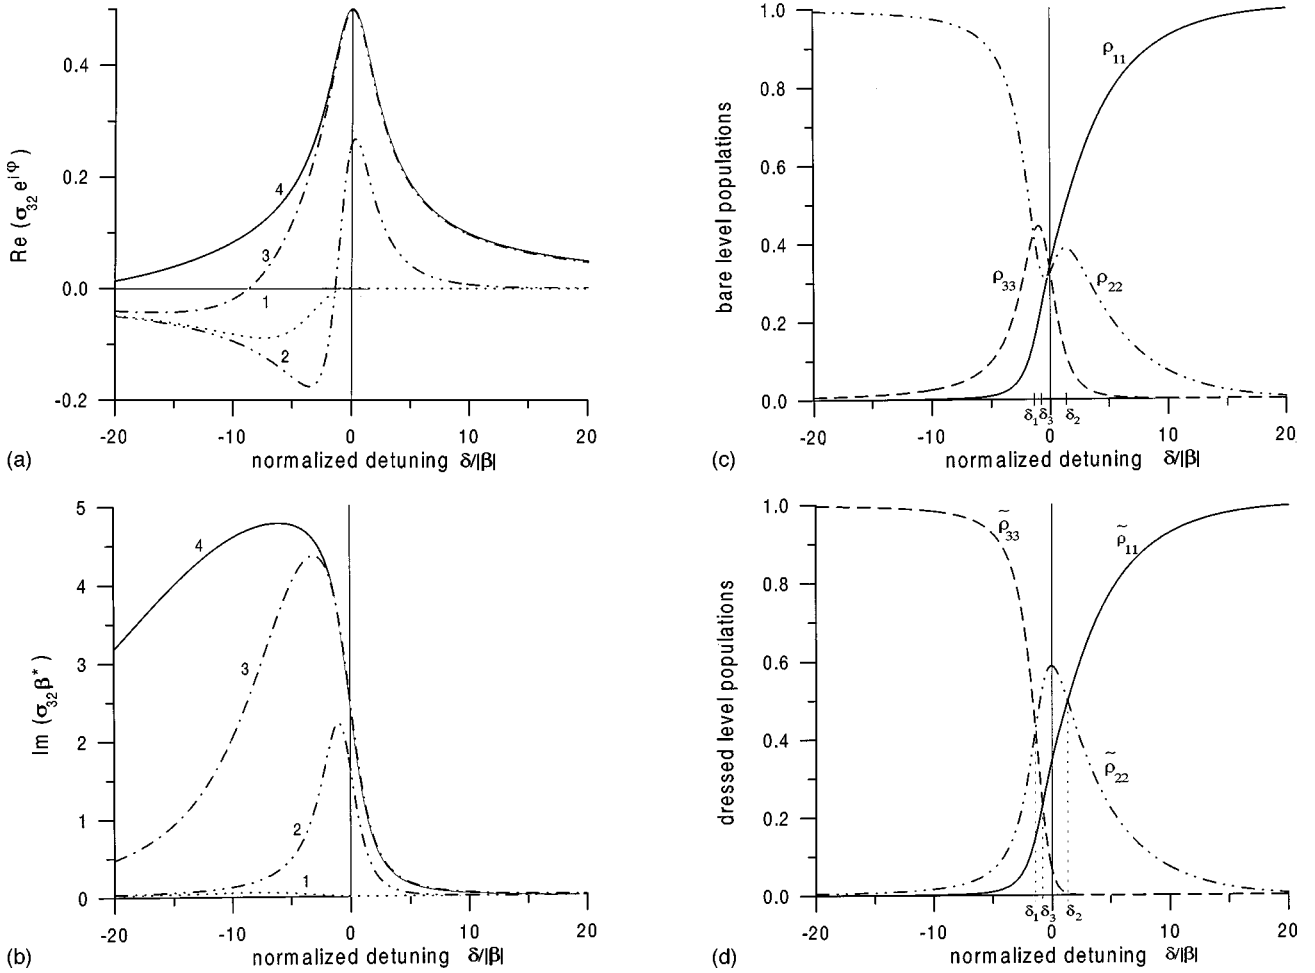 0.4
0.2
0.0
-0.2
Re (σ32 e^iφ)
4
3
1
2
-20 -10 0 10 20
(a) normalized detuning δ/|β|
1.0
0.8
0.6
0.4
0.2
0.0
bare level populations
ρ11
ρ33
ρ22
δ1 δ3 δ2
-20 -10 0 10 20
(c) normalized detuning δ/|β|
5
4
3
2
1
0
Im (σ32β*)
4
3
2
1
-20 -10 0 10 20
(b) normalized detuning δ/|β|
1.0
0.8
0.6
0.4
0.2
0.0
dressed level populations
ρ̃33
ρ̃11
ρ̃22
δ1 δ3 δ2
-20 -10 0 10 20
(d) normalized detuning δ/|β|